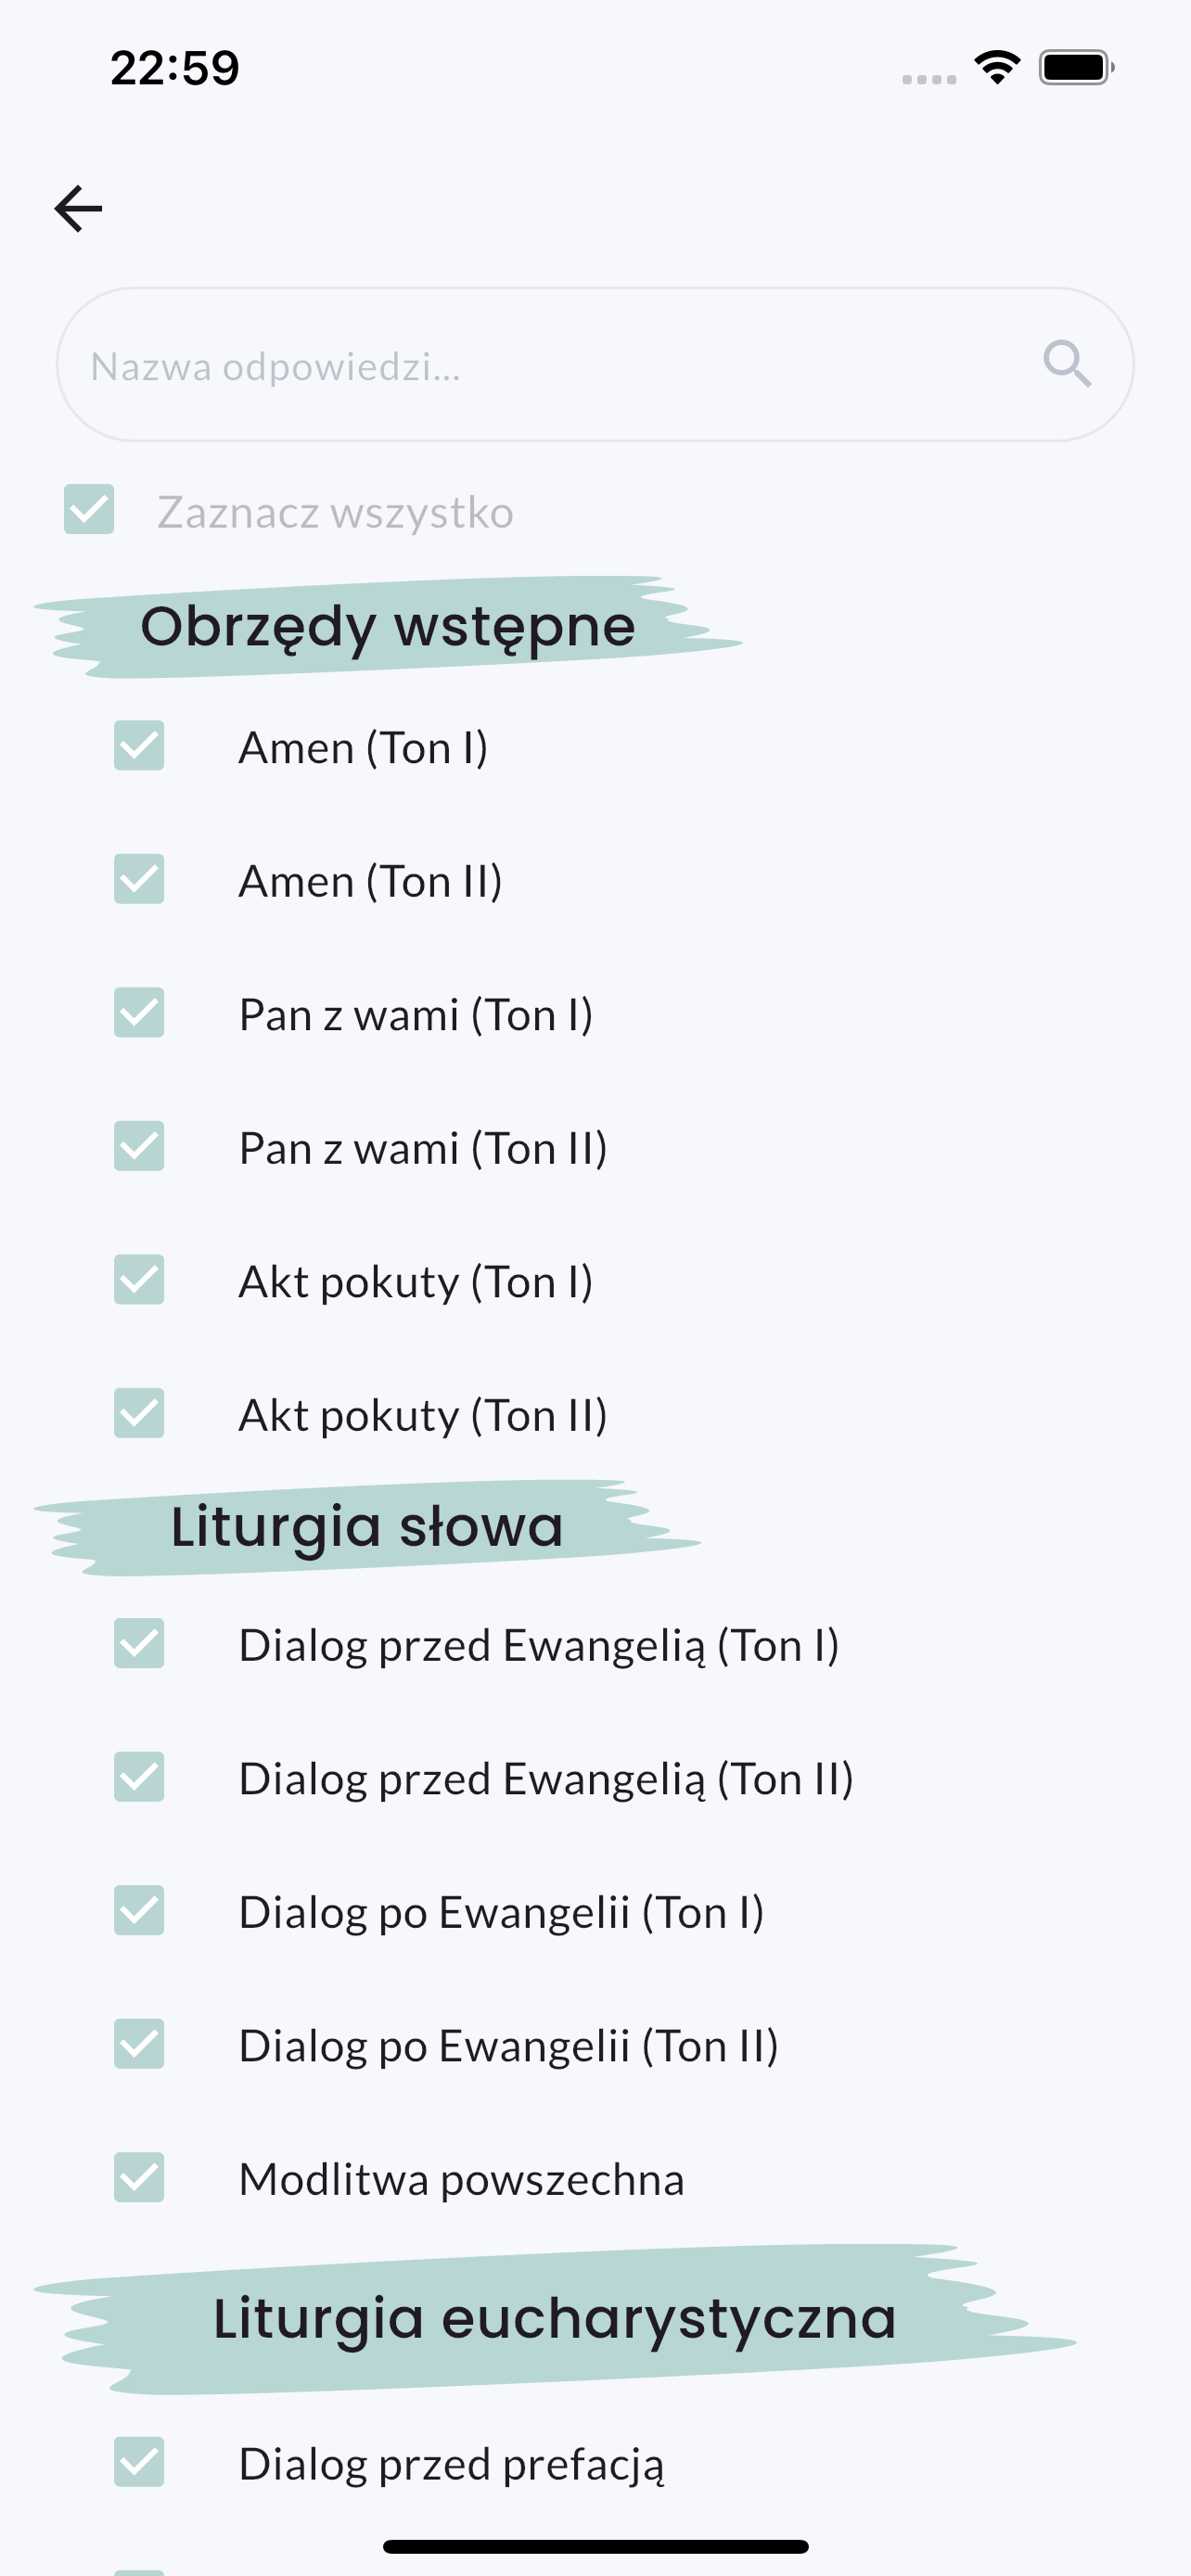 22:59
Nazwa odpowiedzi...
Zaznacz wszystko
Obrzędy wstępne
Amen (Ton I)
Amen (Ton II)
Pan z wami (Ton I)
Pan z wami (Ton II)
Akt pokuty (Ton I)
Akt pokuty (Ton II)
Liturgia słowa
Dialog przed Ewangelią (Ton I)
Dialog przed Ewangelią (Ton II)
Dialog po Ewangelii (Ton I)
Dialog po Ewangelii (Ton II)
Modlitwa powszechna
Liturgia eucharystyczna
Dialog przed prefacją